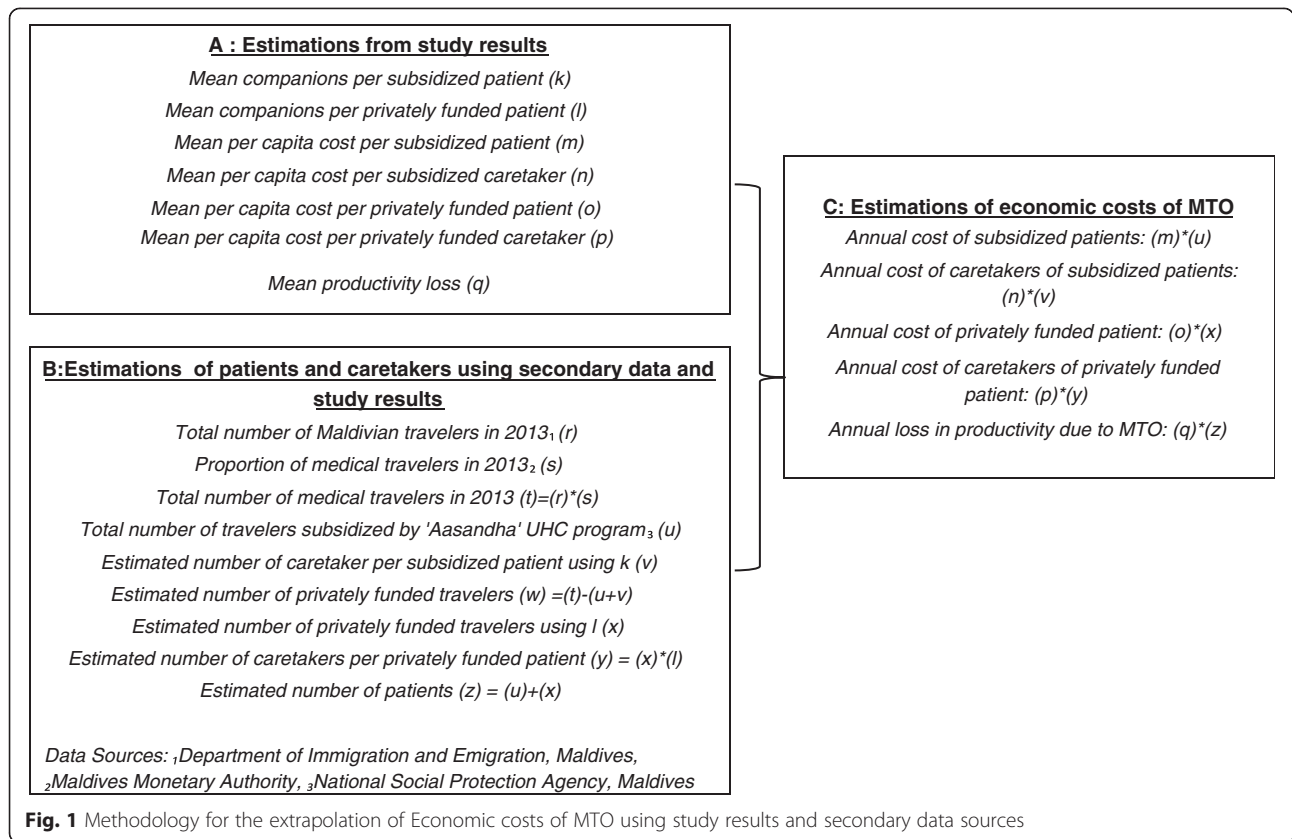 A : Estimations from study results
Mean companions per subsidized patient (k)
Mean companions per privately funded patient (l)
Mean per capita cost per subsidized patient (m)
Mean per capita cost per subsidized caretaker (n)
Mean per capita cost per privately funded patient (o)
Mean per capita cost per privately funded caretaker (p)
Mean productivity loss (q)
B:Estimations of patients and caretakers using secondary data and
study results
Total number of Maldivian travelers in 2013₁ (r)
Proportion of medical travelers in 2013₂ (s)
Total number of medical travelers in 2013 (t)=(r)*(s)
Total number of travelers subsidized by 'Aasandha' UHC program₃ (u)
Estimated number of caretaker per subsidized patient using k (v)
Estimated number of privately funded travelers (w) =(t)-(u+v)
Estimated number of privately funded travelers using l (x)
Estimated number of caretakers per privately funded patient (y) = (x)*(l)
Estimated number of patients (z) = (u)+(x)
Data Sources: ₁Department of Immigration and Emigration, Maldives,
₂Maldives Monetary Authority, ₃National Social Protection Agency, Maldives
C: Estimations of economic costs of MTO
Annual cost of subsidized patients: (m)*(u)
Annual cost of caretakers of subsidized patients:
(n)*(v)
Annual cost of privately funded patient: (o)*(x)
Annual cost of caretakers of privately funded
patient: (p)*(y)
Annual loss in productivity due to MTO: (q)*(z)
Fig. 1 Methodology for the extrapolation of Economic costs of MTO using study results and secondary data sources